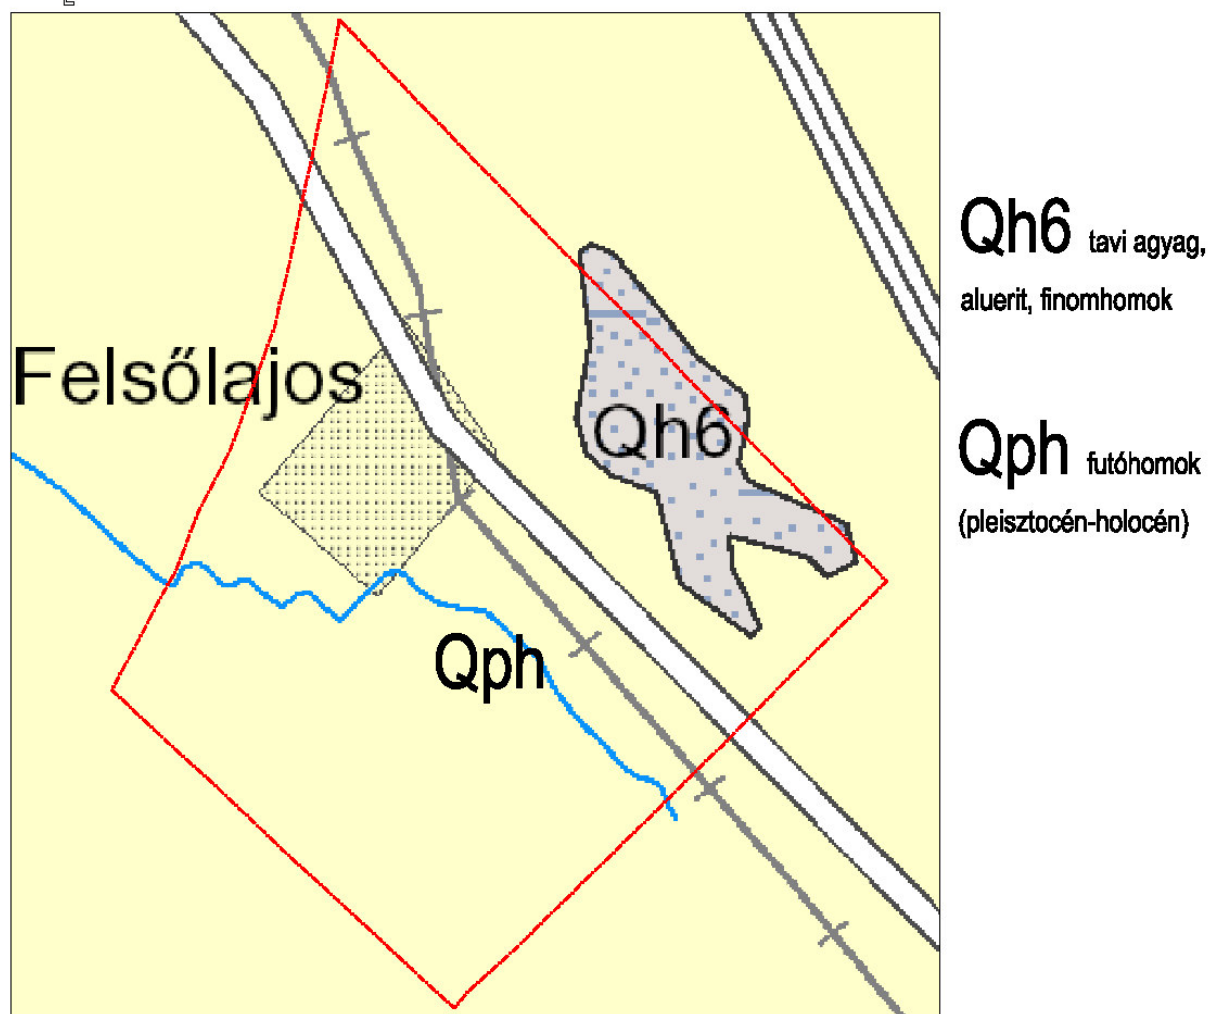 Felsőlajos
Qh6
Qph
Qh6 tavi agyag,
aluerit, finomhomok
Qph futóhomok
(pleisztocén-holocén)